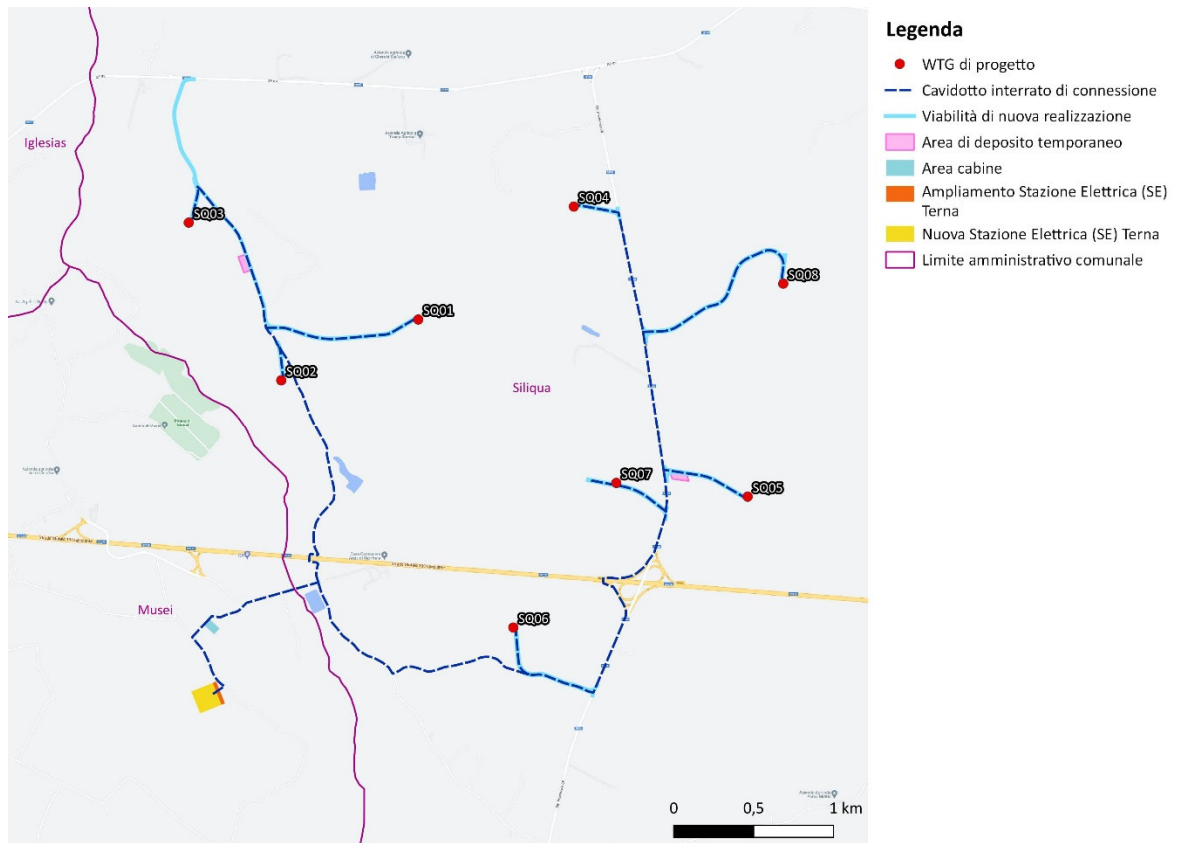 Iglesias
SQ03
SQ04
SQ08
SQ01
SQ02
Siliqua
SQ07
SQ05
Musei
SQ06
0 0,5 1 km
Legenda
WTG di progetto
Cavidotto interrato di connessione
Viabilità di nuova realizzazione
Area di deposito temporaneo
Area cabine
Ampliamento Stazione Elettrica (SE)
Terna
Nuova Stazione Elettrica (SE) Terna
Limite amministrativo comunale